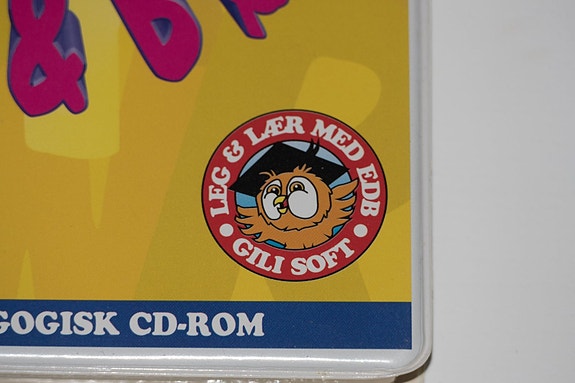 &
LEG & LÆR MED EDB
• GILI SOFT •
GOGISK CD-ROM